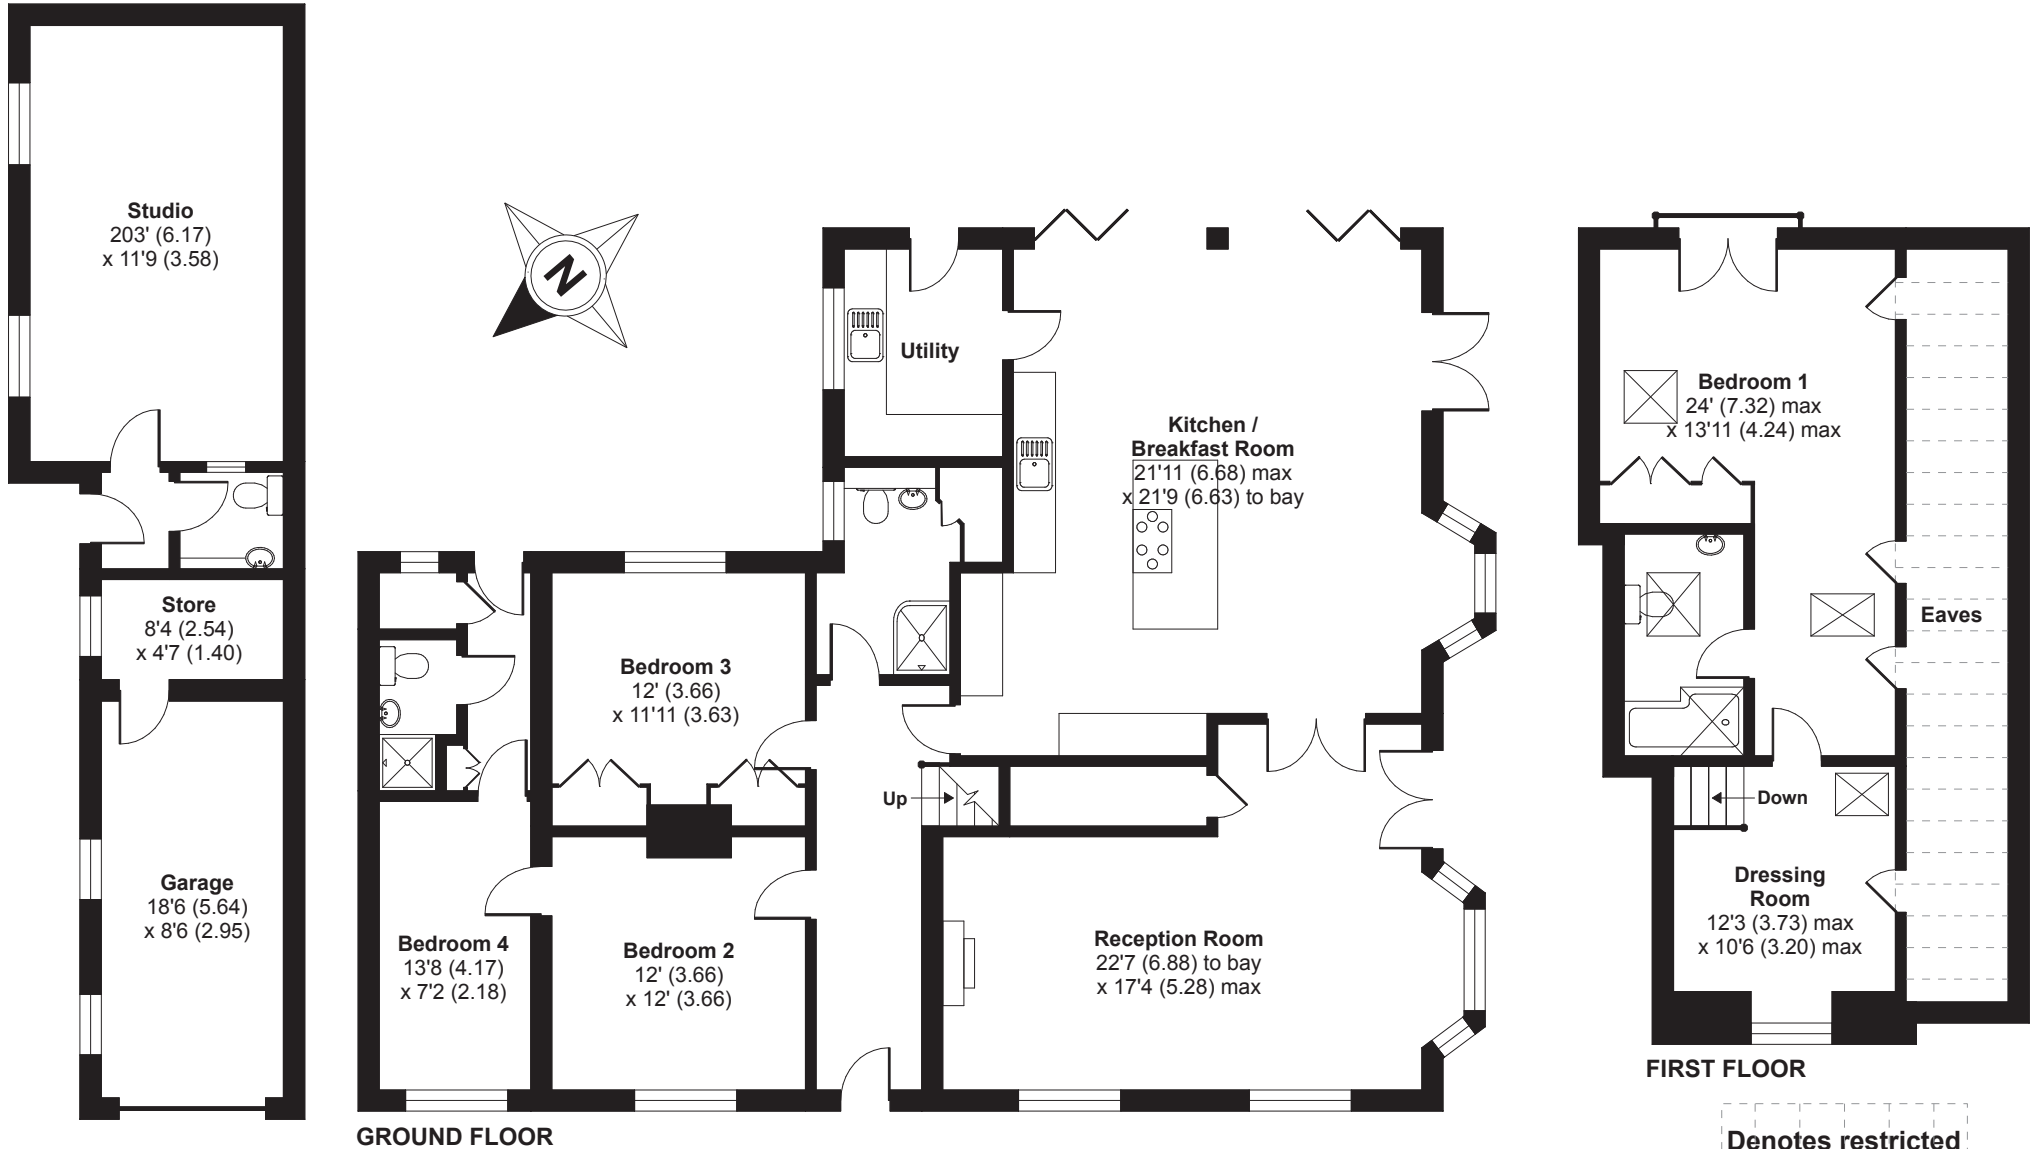 Studio
203' (6.17)
x 11'9 (3.58)
Store
8'4 (2.54)
x 4'7 (1.40)
Garage
18'6 (5.64)
x 8'6 (2.95)
N
Utility
Kitchen /
Breakfast Room
21'11 (6.68) max
x 21'9 (6.63) to bay
Bedroom 3
12' (3.66)
x 11'11 (3.63)
Up
Bedroom 4
13'8 (4.17)
x 7'2 (2.18)
Bedroom 2
12' (3.66)
x 12' (3.66)
Reception Room
22'7 (6.88) to bay
x 17'4 (5.28) max
GROUND FLOOR
Bedroom 1
24' (7.32) max
x 13'11 (4.24) max
Eaves
Down
Dressing
Room
12'3 (3.73) max
x 10'6 (3.20) max
FIRST FLOOR
Denotes restricted